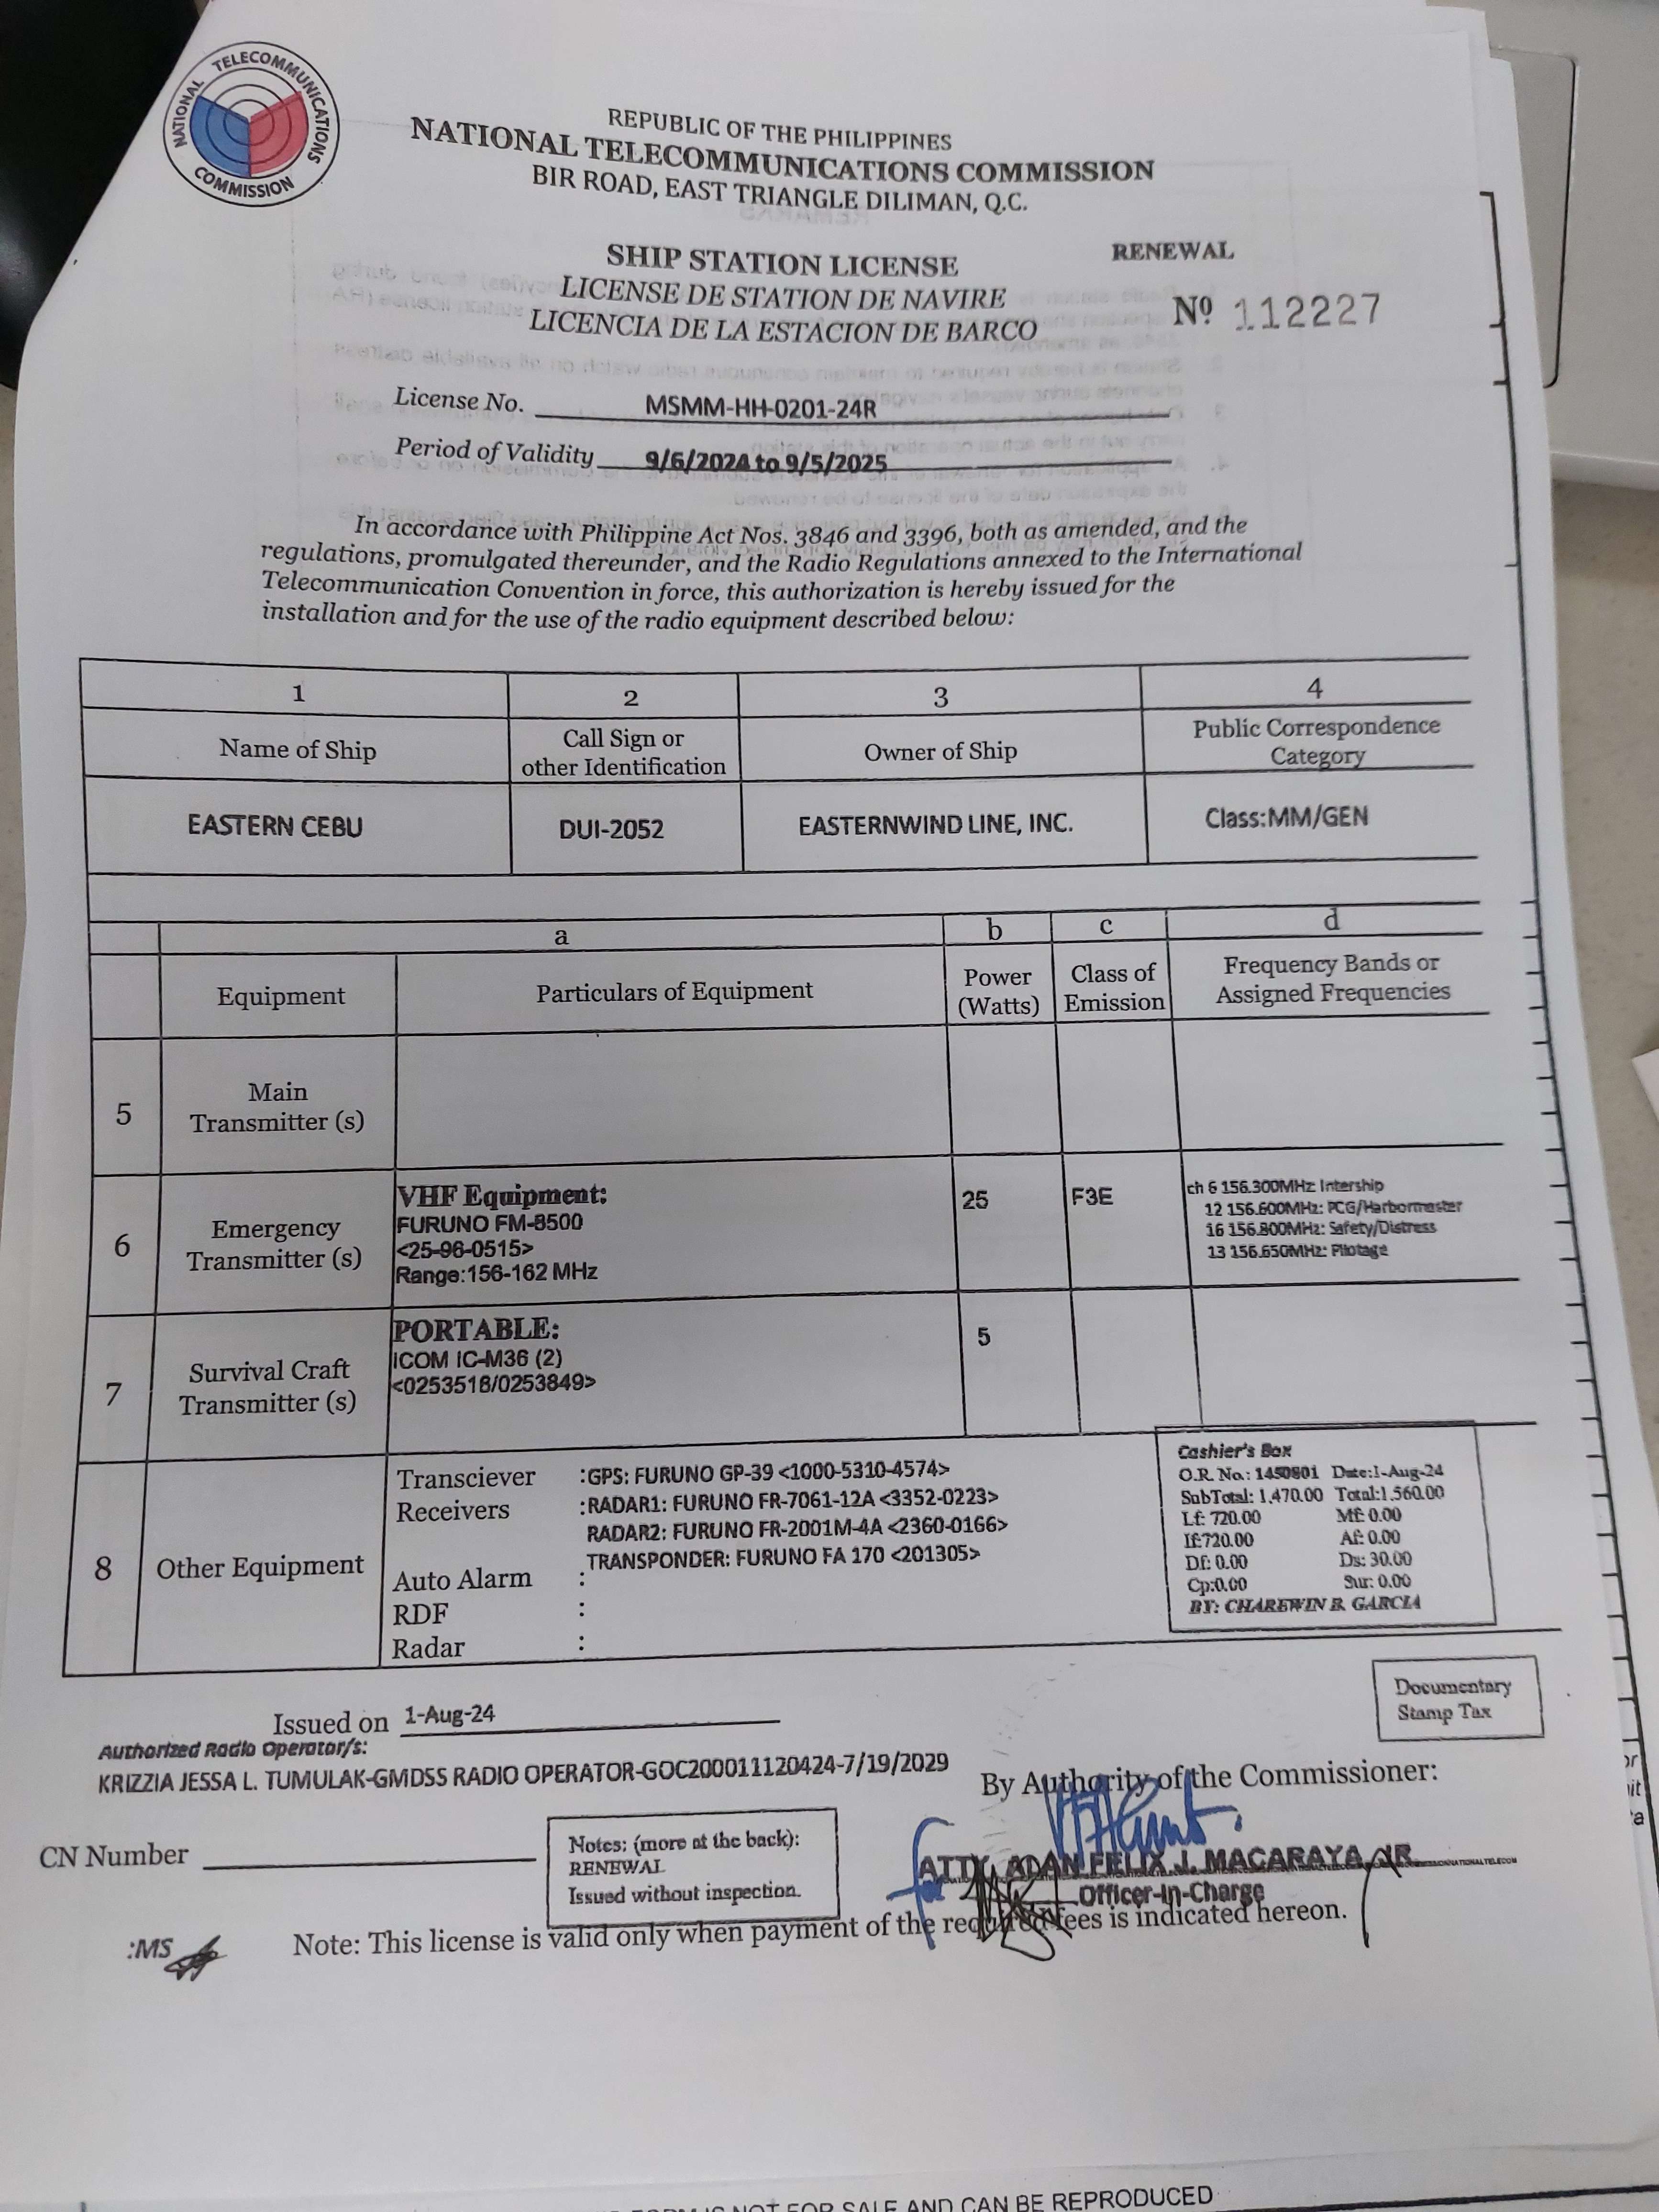 NATIONAL TELECOMMUNICATIONS COMMISSION
REPUBLIC OF THE PHILIPPINES
NATIONAL TELECOMMUNICATIONS COMMISSION
BIR ROAD, EAST TRIANGLE DILIMAN, Q.C.
SHIP STATION LICENSE
RENEWAL
LICENSE DE STATION DE NAVIRE
LICENCIA DE LA ESTACION DE BARCO
Nº 112227
License No. MSMM-HH-0201-24R
Period of Validity 9/6/2024 to 9/5/2025
In accordance with Philippine Act Nos. 3846 and 3396, both as amended, and the
regulations, promulgated thereunder, and the Radio Regulations annexed to the International
Telecommunication Convention in force, this authorization is hereby issued for the
installation and for the use of the radio equipment described below:
1 2 3 4
Name of Ship
Call Sign or
other Identification
Owner of Ship
Public Correspondence
Category
EASTERN CEBU
DUI-2052
EASTERNWIND LINE, INC.
Class:MM/GEN
a b c d
Equipment
Particulars of Equipment
Power
(Watts)
Class of
Emission
Frequency Bands or
Assigned Frequencies
5
Main
Transmitter (s)
6
Emergency
Transmitter (s)
VHF Equipment:
FURUNO FM-8500
<25-96-0515>
Range:156-162 MHz
25
F3E
ch 6 156.300MHz: Intership
12 156.600MHz: PCG/Harbormaster
16 156.800MHz: Safety/Distress
13 156.650MHz: Pilotage
7
Survival Craft
Transmitter (s)
PORTABLE:
ICOM IC-M36 (2)
<0253518/0253849>
5
8
Other Equipment
Transciever :GPS: FURUNO GP-39 <1000-5310-4574>
Receivers :RADAR1: FURUNO FR-7061-12A <3352-0223>
RADAR2: FURUNO FR-2001M-4A <2360-0166>
TRANSPONDER: FURUNO FA 170 <201305>
Auto Alarm :
RDF :
Radar :
Cashier's Box
O.R. No.: 1450801 Date:1-Aug-24
SubTotal: 1,470.00 Total:1,560.00
Lf: 720.00 Mf: 0.00
If:720.00 Af: 0.00
Df: 0.00 Ds: 30.00
Cp:0.00 Sur: 0.00
BY: CHAREWIN B. GARCIA
Documentary
Stamp Tax
Issued on 1-Aug-24
Authorized Radio Operator/s:
KRIZZIA JESSA L. TUMULAK-GMDSS RADIO OPERATOR-GOC200011120424-7/19/2029
By Authority of the Commissioner:
CN Number
Notes: (more at the back):
RENEWAL
Issued without inspection.
ATTY. ADAN FELIX J. MACARAYA, JR.
Officer-In-Charge
:MS
Note: This license is valid only when payment of the required fees is indicated hereon.
NOT FOR SALE AND CAN BE REPRODUCED